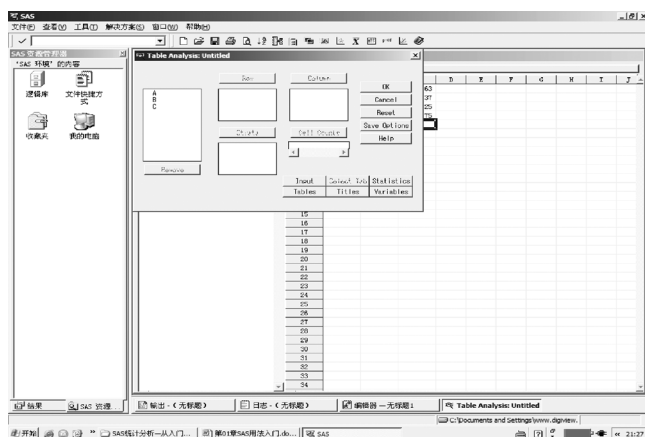 SAS
文件(F) 查看(V) 工具(T) 解决方案(S) 窗口(W) 帮助(H)
SAS 资源管理器
"SAS 环境" 的内容
逻辑库
文件快捷方式
收藏夹
我的电脑
Table Analysis: Untitled
A
B
C
Row
Column
Strata
Cell Counts
Remove
OK
Cancel
Reset
Save Options
Help
Input
Select Tab
Statistics
Tables
Titles
Variables
D E F G H I J
63
37
25
75
15
16
17
18
19
20
21
22
23
24
25
26
27
28
29
30
31
32
33
34
结果
SAS 资源...
输出 - (无标题)
日志 - (无标题)
编辑器 - 无标题1
Table Analysis: Untitled
C:\Documents and Settings\www.digiview.
开始
SAS统计分析—从入门...
第01章SAS用法入门.do...
SAS
21:27